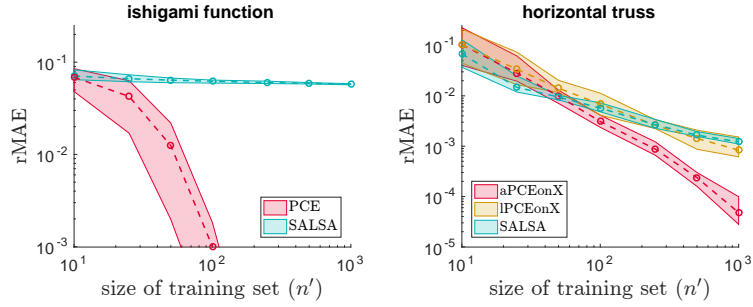 ishigami function
10^-1
10^-2
10^-3
rMAE
PCE
SALSA
10^1
10^2
10^3
size of training set (n′)
horizontal truss
10^-1
10^-2
10^-3
10^-4
10^-5
rMAE
aPCEonX
lPCEonX
SALSA
10^1
10^2
10^3
size of training set (n′)